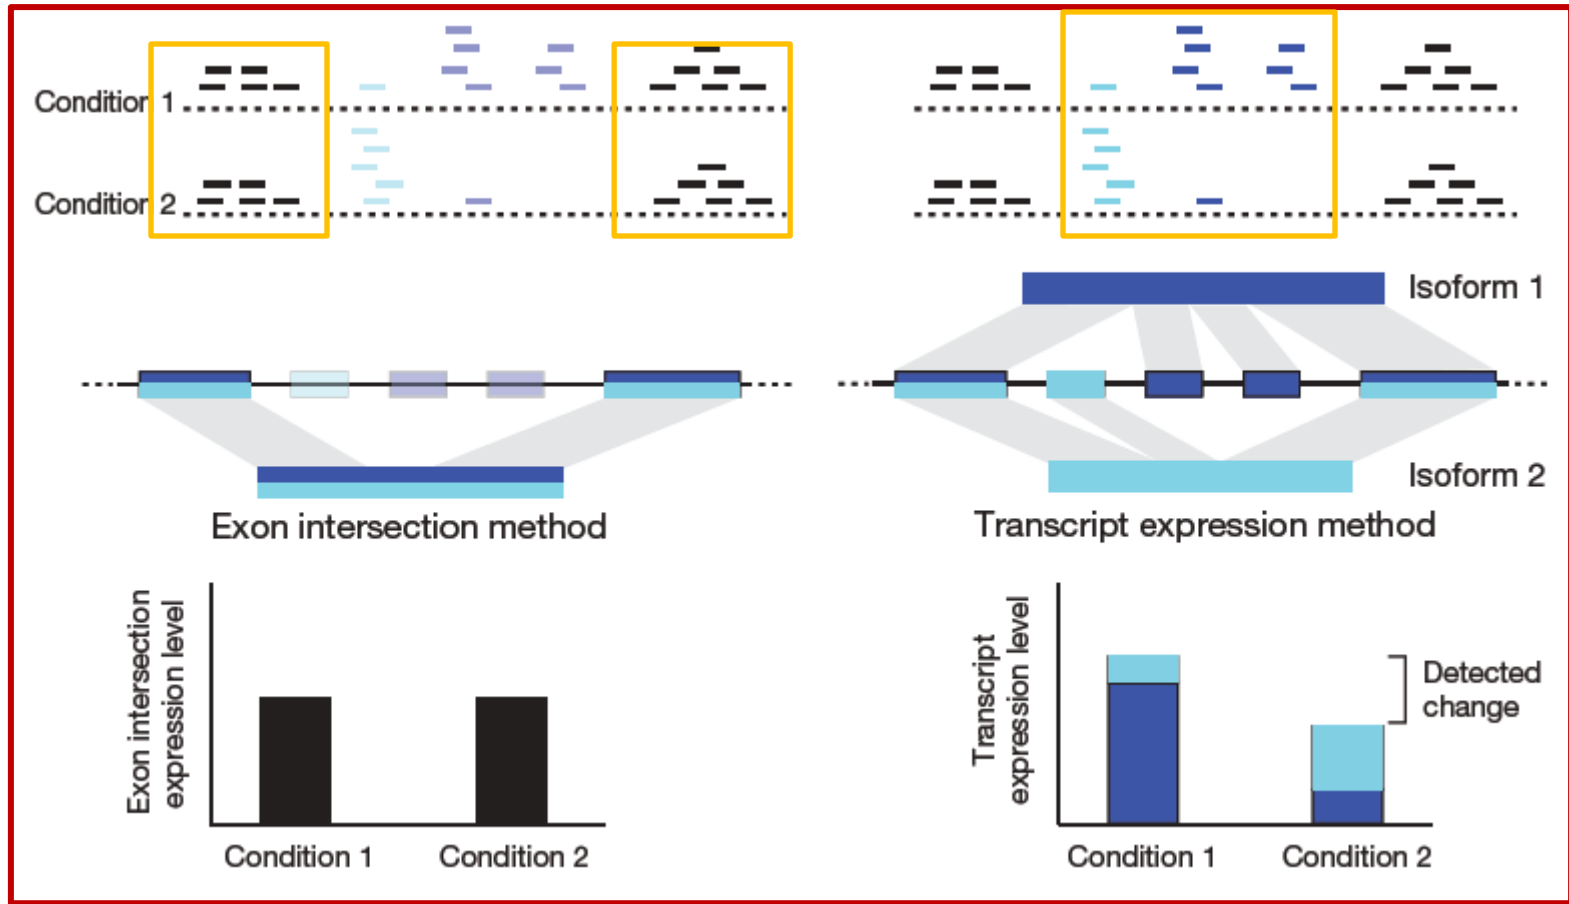 Condition 1
Condition 2
Isoform 1
Isoform 2
Exon intersection method
Transcript expression method
Exon intersection
expression level
Condition 1
Condition 2
Transcript
expression level
Detected
change
Condition 1
Condition 2